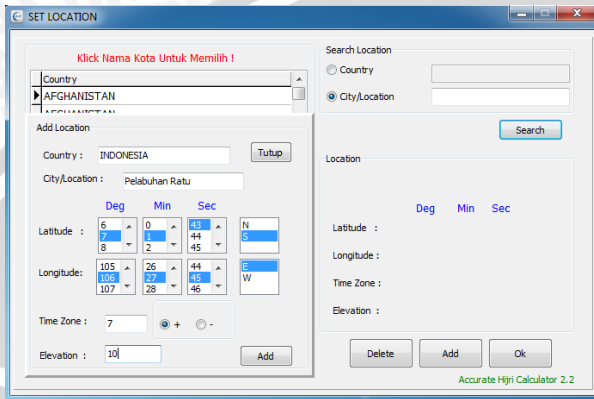 SET LOCATION
Klick Nama Kota Untuk Memilih !
Country
AFGHANISTAN
AFGHANISTAN
Add Location
Country : INDONESIA Tutup
City/Location : Pelabuhan Ratu
Deg Min Sec
Latitude :
6 0 43 N
7 1 44 S
8 2 45
Longitude:
105 26 44 E
106 27 45 W
107 28 46
Time Zone : 7 + -
Elevation : 10 Add
Search Location
Country
City/Location
Search
Location
Deg Min Sec
Latitude :
Longitude :
Time Zone :
Elevation :
Delete Add Ok
Accurate Hijri Calculator 2.2